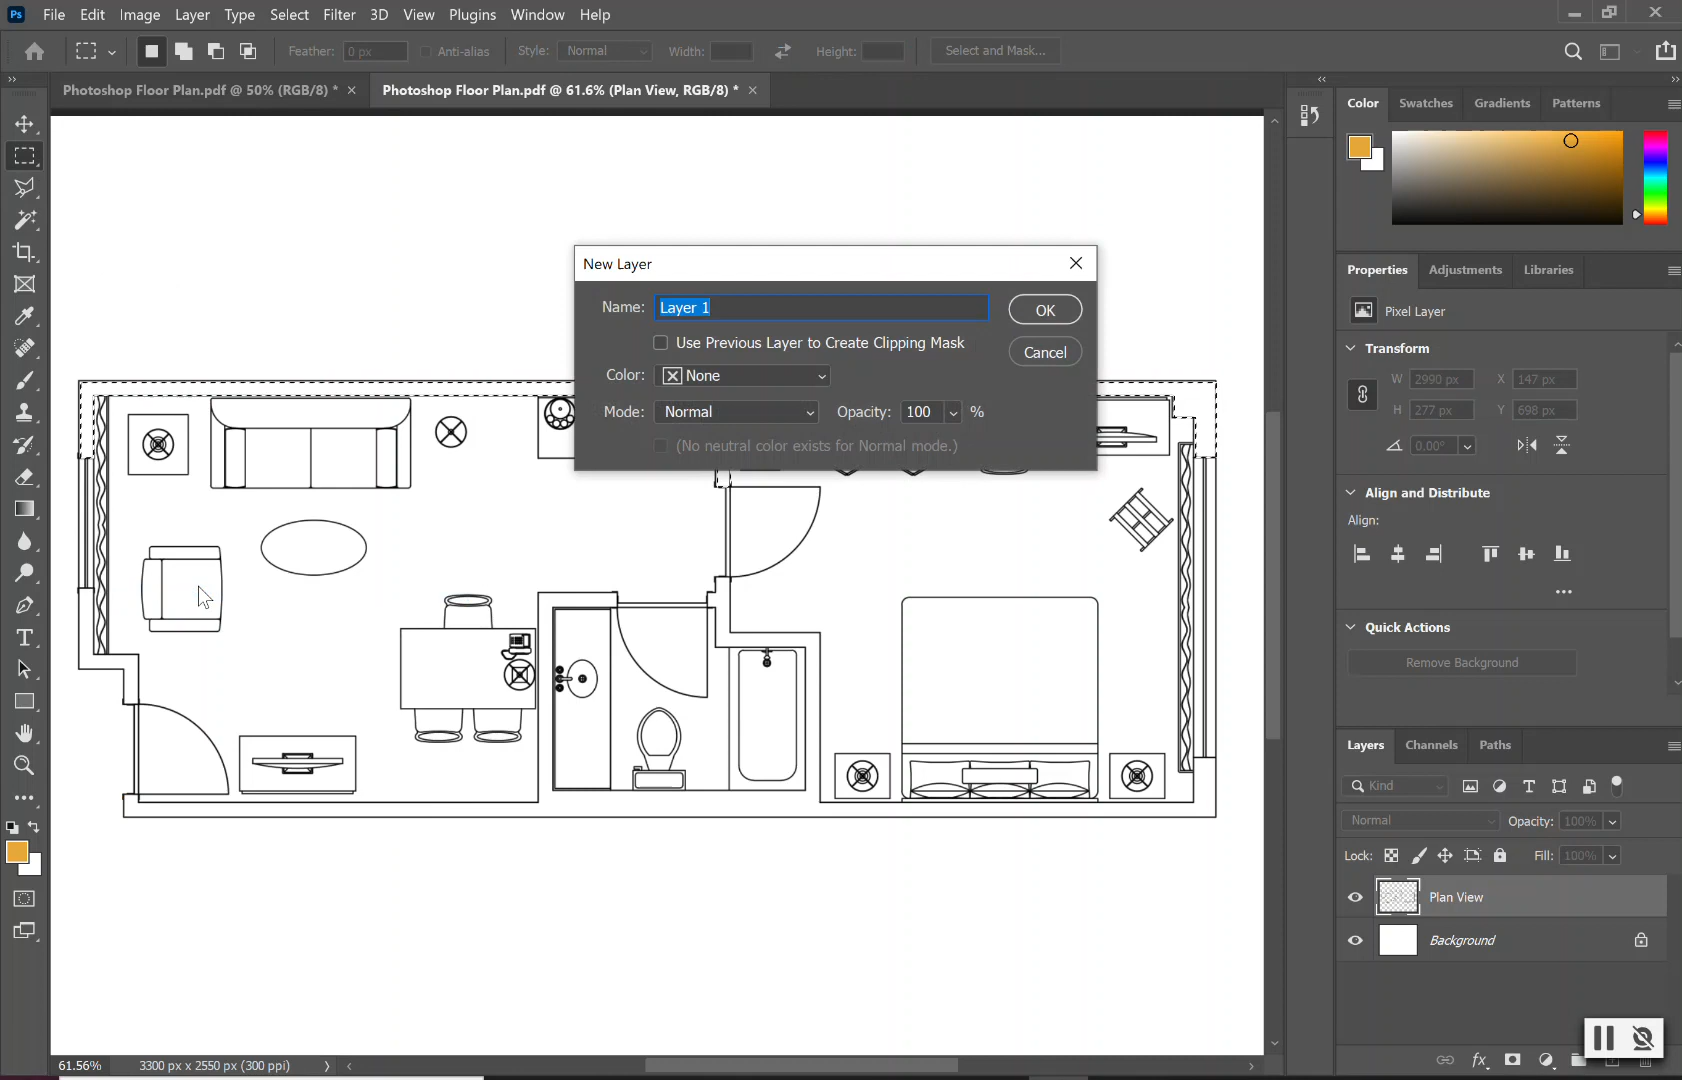 Ps File Edit Image Layer Type Select Filter 3D View Plugins Window Help
Feather: 0 px Anti-alias Style: Normal Width: Height: Select and Mask...
Photoshop Floor Plan.pdf @ 50% (RGB/8) * × Photoshop Floor Plan.pdf @ 61.6% (Plan View, RGB/8) * ×
Color Swatches Gradients Patterns
New Layer
Name: Layer 1 OK
Use Previous Layer to Create Clipping Mask
Cancel
Color: None
Mode: Normal Opacity: 100 %
(No neutral color exists for Normal mode.)
Properties Adjustments Libraries
Pixel Layer
Transform
W 2990 px X 147 px
H 277 px Y 698 px
0.00°
Align and Distribute
Align:
Quick Actions
Remove Background
Layers Channels Paths
Kind
Normal Opacity: 100%
Lock: Fill: 100%
Plan View
Background
61.56% 3300 px x 2550 px (300 ppi)